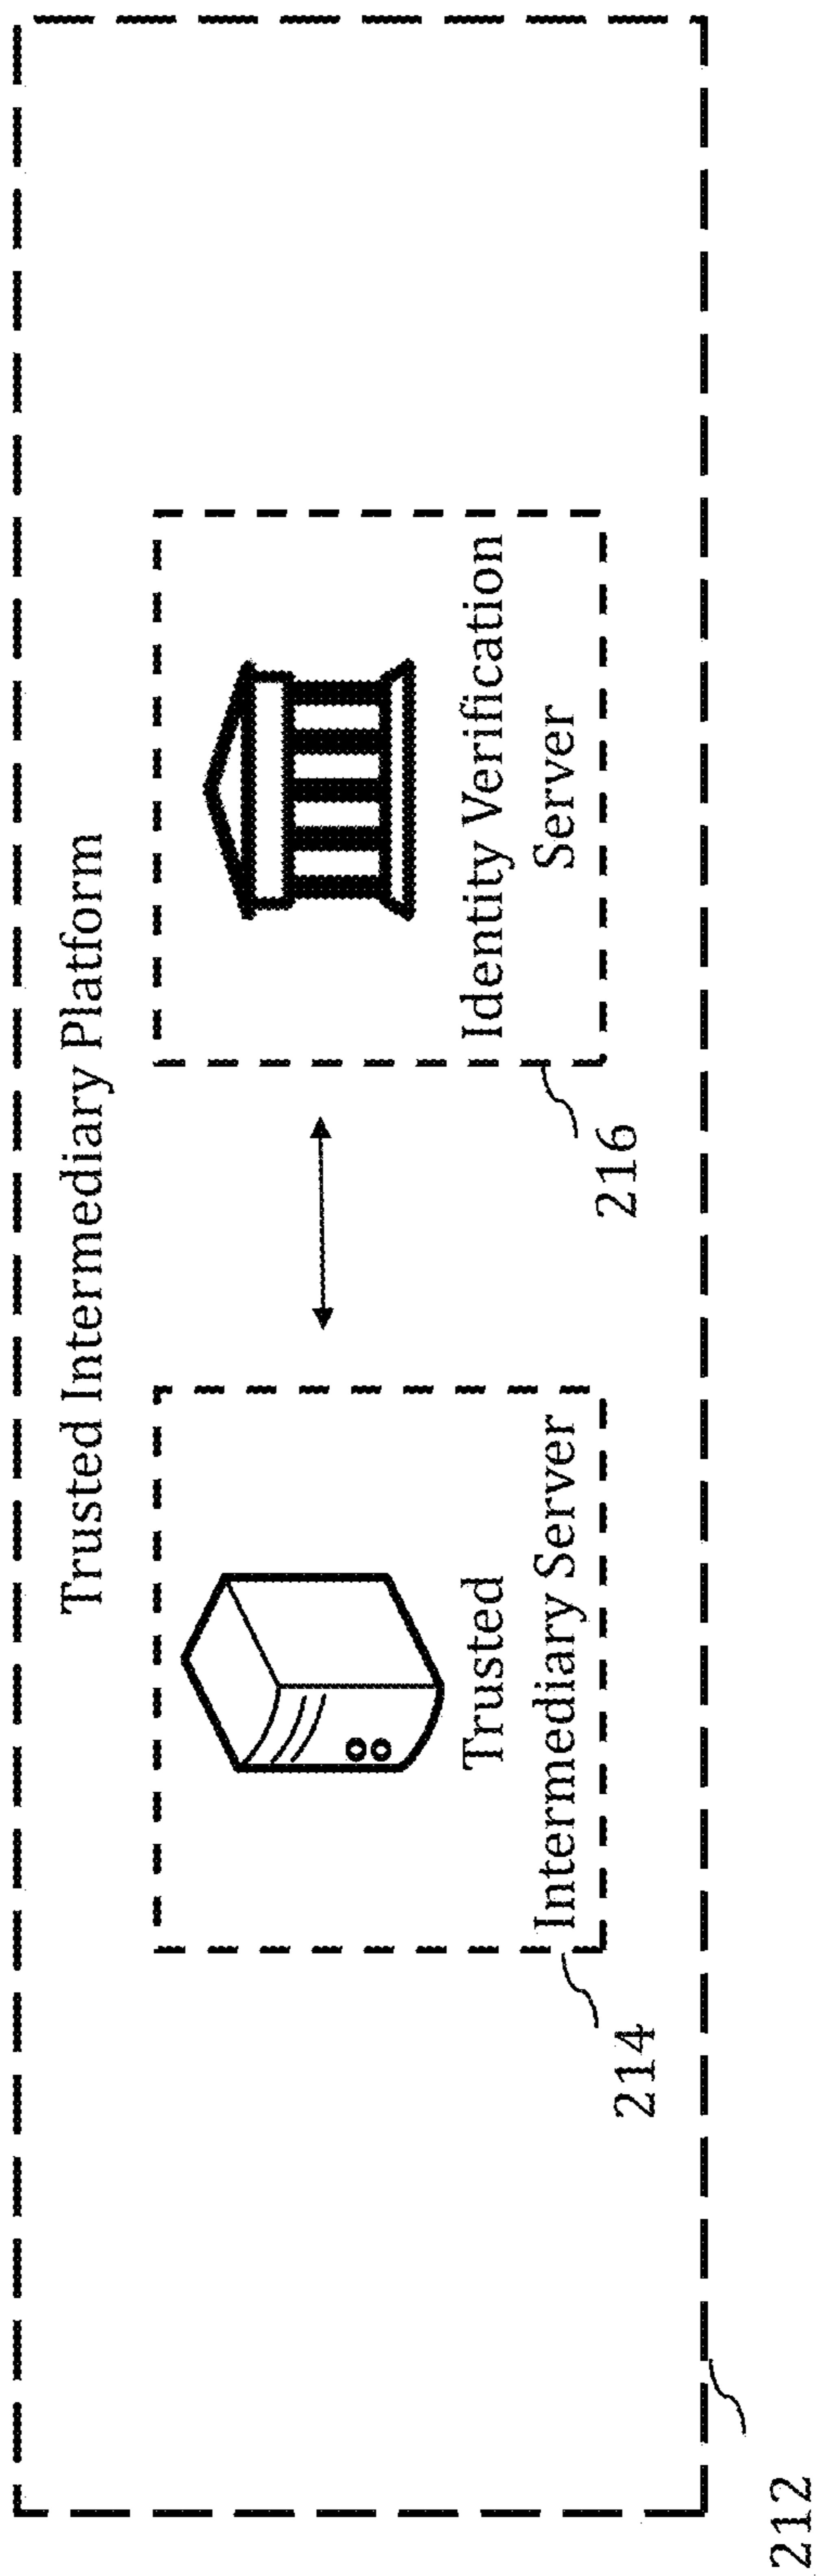 Trusted Intermediary Platform
Trusted
Intermediary Server
Identity Verification
Server
214
216
212